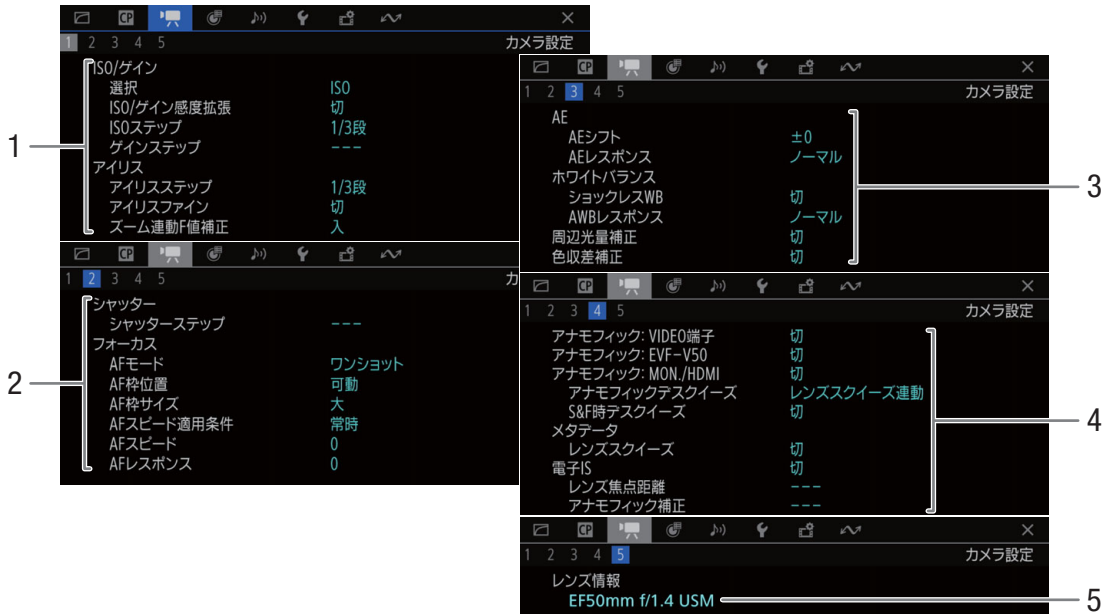 CP
1 2 3 4 5 カメラ設定
ISO/ゲイン
選択 ISO
ISO/ゲイン感度拡張 切
ISOステップ 1/3段
ゲインステップ ---
アイリス
アイリスステップ 1/3段
アイリスファイン 切
ズーム連動F値補正 入
1
CP
1 2 3 4 5 カ
シャッター
シャッターステップ ---
フォーカス
AFモード ワンショット
AF枠位置 可動
AF枠サイズ 大
AFスピード適用条件 常時
AFスピード 0
AFレスポンス 0
2
CP
1 2 3 4 5 カメラ設定
AE
AEシフト ±0
AEレスポンス ノーマル
ホワイトバランス
ショックレスWB 切
AWBレスポンス ノーマル
周辺光量補正 切
色収差補正 切
3
CP
1 2 3 4 5 カメラ設定
アナモフィック: VIDEO端子 切
アナモフィック: EVF-V50 切
アナモフィック: MON./HDMI 切
アナモフィックデスクイーズ レンズスクイーズ連動
S&F時デスクイーズ 切
メタデータ
レンズスクイーズ 切
電子IS 切
レンズ焦点距離 ---
アナモフィック補正 ---
4
CP
1 2 3 4 5 カメラ設定
レンズ情報
EF50mm f/1.4 USM
5